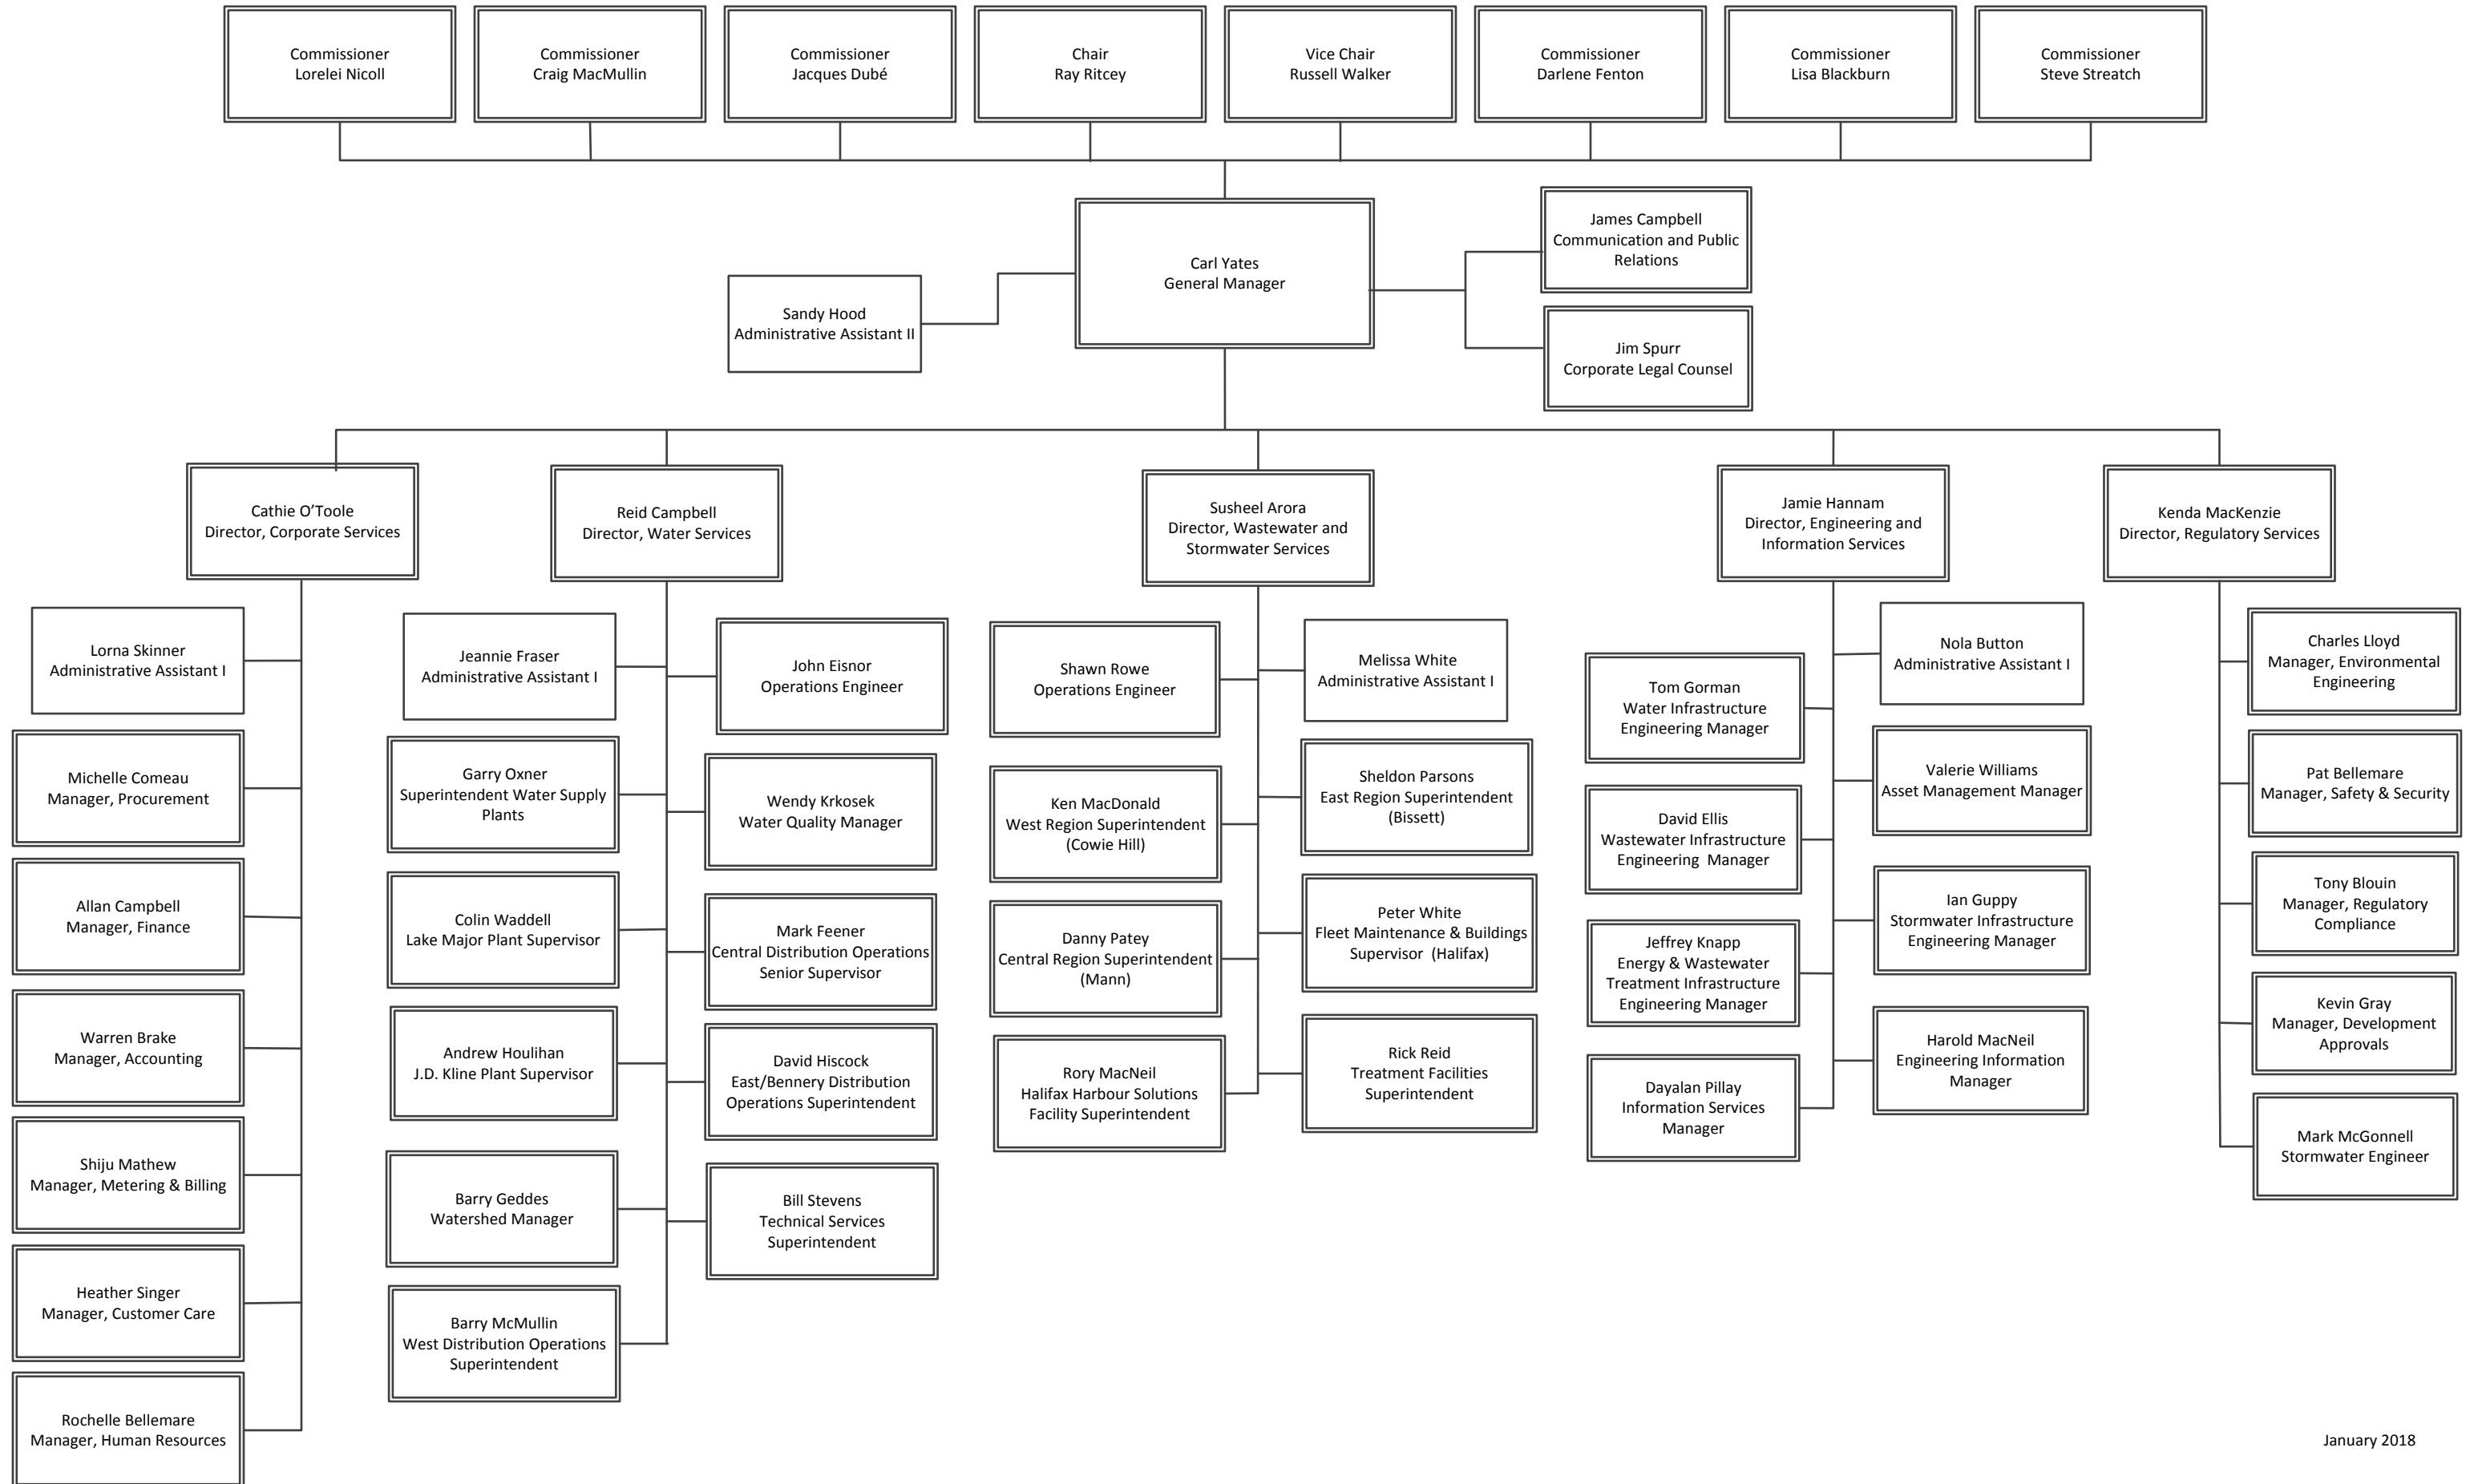 Commissioner
Lorelei Nicoll
Commissioner
Craig MacMullin
Commissioner
Jacques Dubé
Chair
Ray Ritcey
Vice Chair
Russell Walker
Commissioner
Darlene Fenton
Commissioner
Lisa Blackburn
Commissioner
Steve Streatch
Carl Yates
General Manager
Sandy Hood
Administrative Assistant II
James Campbell
Communication and Public
Relations
Jim Spurr
Corporate Legal Counsel
Cathie O’Toole
Director, Corporate Services
Lorna Skinner
Administrative Assistant I
Michelle Comeau
Manager, Procurement
Allan Campbell
Manager, Finance
Warren Brake
Manager, Accounting
Shiju Mathew
Manager, Metering & Billing
Heather Singer
Manager, Customer Care
Rochelle Bellemare
Manager, Human Resources
Reid Campbell
Director, Water Services
Jeannie Fraser
Administrative Assistant I
John Eisnor
Operations Engineer
Garry Oxner
Superintendent Water Supply
Plants
Wendy Krkosek
Water Quality Manager
Colin Waddell
Lake Major Plant Supervisor
Mark Feener
Central Distribution Operations
Senior Supervisor
Andrew Houlihan
J.D. Kline Plant Supervisor
David Hiscock
East/Bennery Distribution
Operations Superintendent
Barry Geddes
Watershed Manager
Bill Stevens
Technical Services
Superintendent
Barry McMullin
West Distribution Operations
Superintendent
Susheel Arora
Director, Wastewater and
Stormwater Services
Shawn Rowe
Operations Engineer
Melissa White
Administrative Assistant I
Ken MacDonald
West Region Superintendent
(Cowie Hill)
Sheldon Parsons
East Region Superintendent
(Bissett)
Danny Patey
Central Region Superintendent
(Mann)
Peter White
Fleet Maintenance & Buildings
Supervisor  (Halifax)
Rory MacNeil
Halifax Harbour Solutions
Facility Superintendent
Rick Reid
Treatment Facilities
Superintendent
Jamie Hannam
Director, Engineering and
Information Services
Nola Button
Administrative Assistant I
Tom Gorman
Water Infrastructure
Engineering Manager
Valerie Williams
Asset Management Manager
David Ellis
Wastewater Infrastructure
Engineering  Manager
Ian Guppy
Stormwater Infrastructure
Engineering Manager
Jeffrey Knapp
Energy & Wastewater
Treatment Infrastructure
Engineering Manager
Harold MacNeil
Engineering Information
Manager
Dayalan Pillay
Information Services
Manager
Kenda MacKenzie
Director, Regulatory Services
Charles Lloyd
Manager, Environmental
Engineering
Pat Bellemare
Manager, Safety & Security
Tony Blouin
Manager, Regulatory
Compliance
Kevin Gray
Manager, Development
Approvals
Mark McGonnell
Stormwater Engineer
January 2018